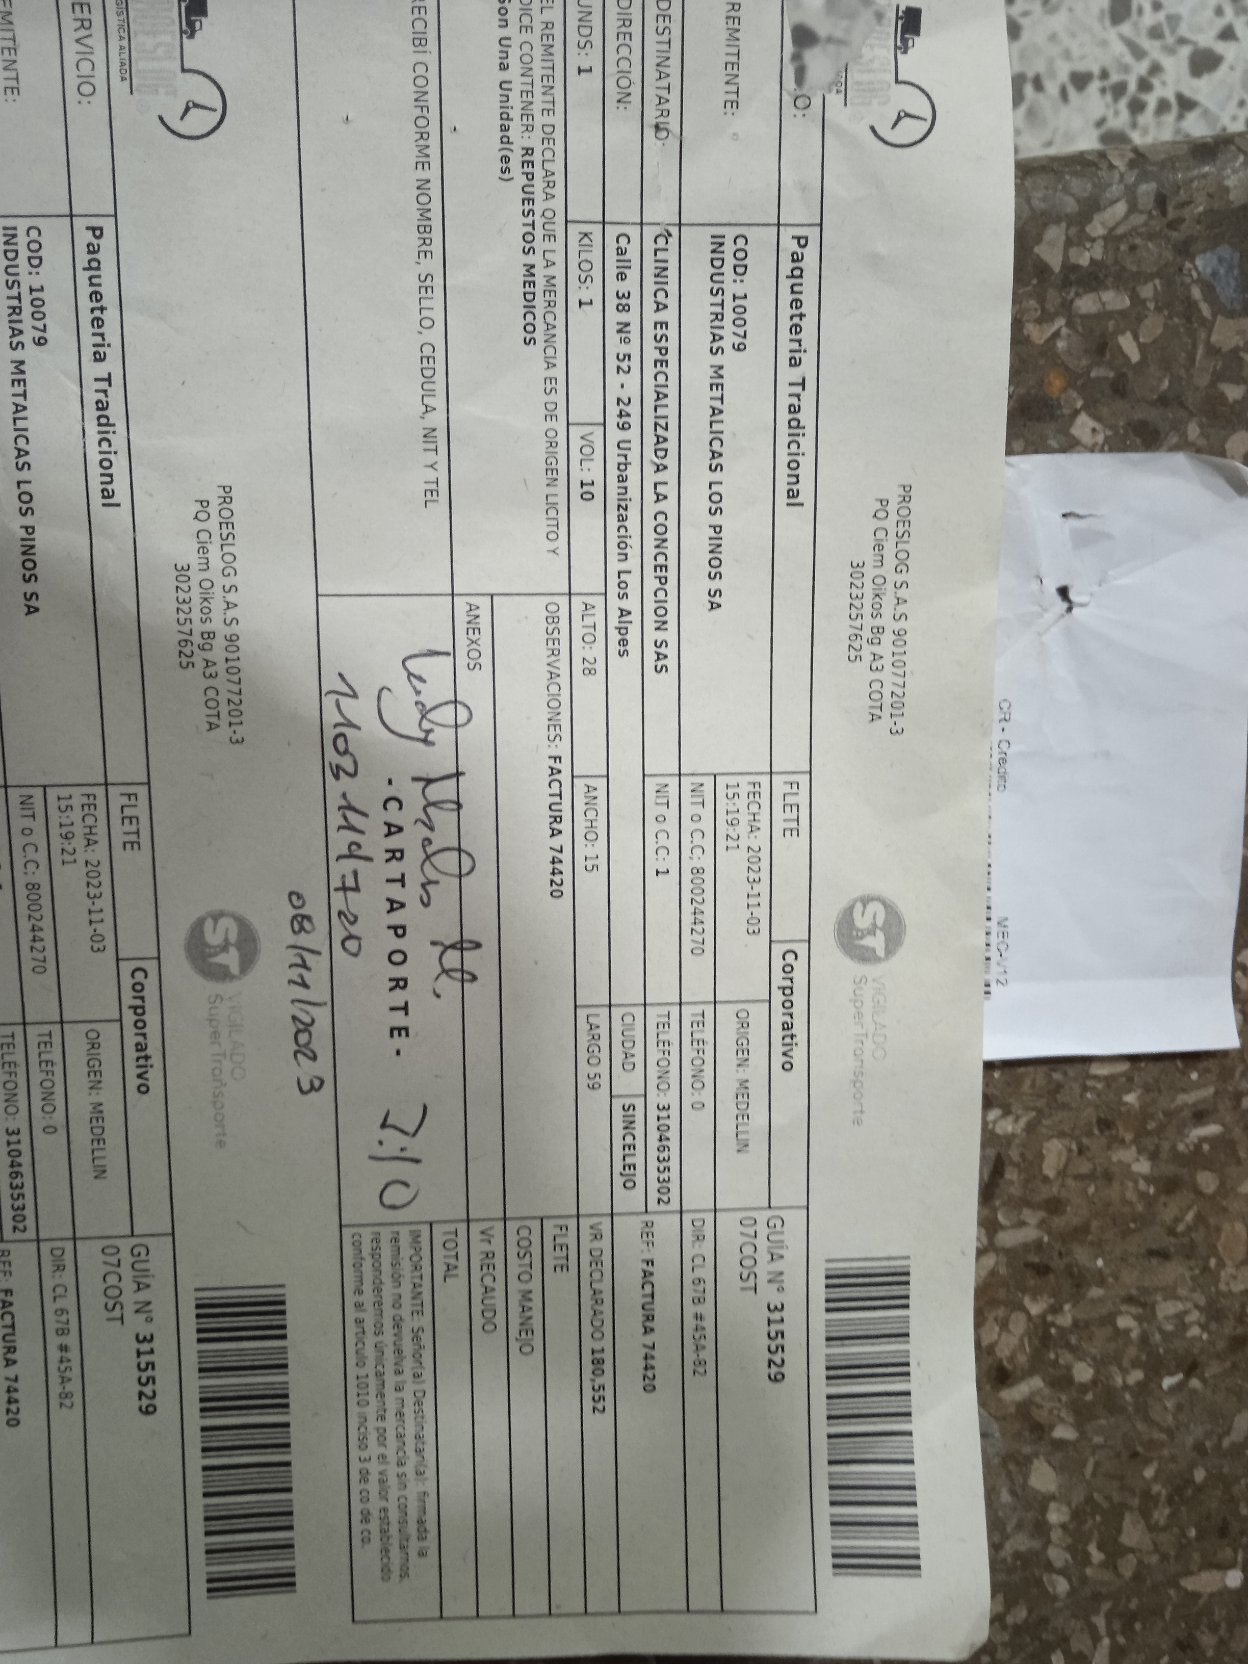 PROESLOG S.A.S 901077201-3
PQ Ciem Oikos Bg A3 COTA
3023257625
VIGILADO
SuperTransporte
Paqueteria Tradicional
FLETE
Corporativo
GUÍA N° 315529
07COST
REMITENTE:
COD: 10079
INDUSTRIAS METALICAS LOS PINOS SA
FECHA: 2023-11-03
15:19:21
ORIGEN: MEDELLIN
NIT o C.C: 800244270
TELÉFONO: 0
DIR: CL 67B #45A-82
DESTINATARIO:
CLINICA ESPECIALIZADA LA CONCEPCION SAS
NIT o C.C: 1
TELÉFONO: 3104635302
REF: FACTURA 74420
DIRECCIÓN:
Calle 38 Nº 52 - 249 Urbanización Los Alpes
CIUDAD
SINCELEJO
UNDS: 1
KILOS: 1
VOL: 10
ALTO: 28
ANCHO: 15
LARGO 59
VR DECLARADO 180,552
EL REMITENTE DECLARA QUE LA MERCANCIA ES DE ORIGEN LICITO Y
DICE CONTENER: REPUESTOS MEDICOS
Son Una Unidad(es)
OBSERVACIONES: FACTURA 74420
FLETE
COSTO MANEJO
Vr RECAUDO
ANEXOS
TOTAL
RECIBÍ CONFORME NOMBRE, SELLO, CEDULA, NIT Y TEL
- C A R T A P O R T E -
7:10
1103114720
08/11/2023
IMPORTANTE: Señor(a) Destinatari(a): firmada la
remisión no devuelva la mercancía sin consultarnos,
responderemos únicamente por el valor establecido
conforme al artículo 1010 inciso 3 de co de co.
LOGISTICA ALIADA
PROESLOG S.A.S 901077201-3
PQ Ciem Oikos Bg A3 COTA
3023257625
VIGILADO
SuperTransporte
SERVICIO:
Paqueteria Tradicional
FLETE
Corporativo
GUÍA N° 315529
07COST
REMITENTE:
COD: 10079
INDUSTRIAS METALICAS LOS PINOS SA
FECHA: 2023-11-03
15:19:21
ORIGEN: MEDELLIN
NIT o C.C: 800244270
TELÉFONO: 0
DIR: CL 67B #45A-82
TELÉFONO: 3104635302
REF: FACTURA 74420
CR - Credito